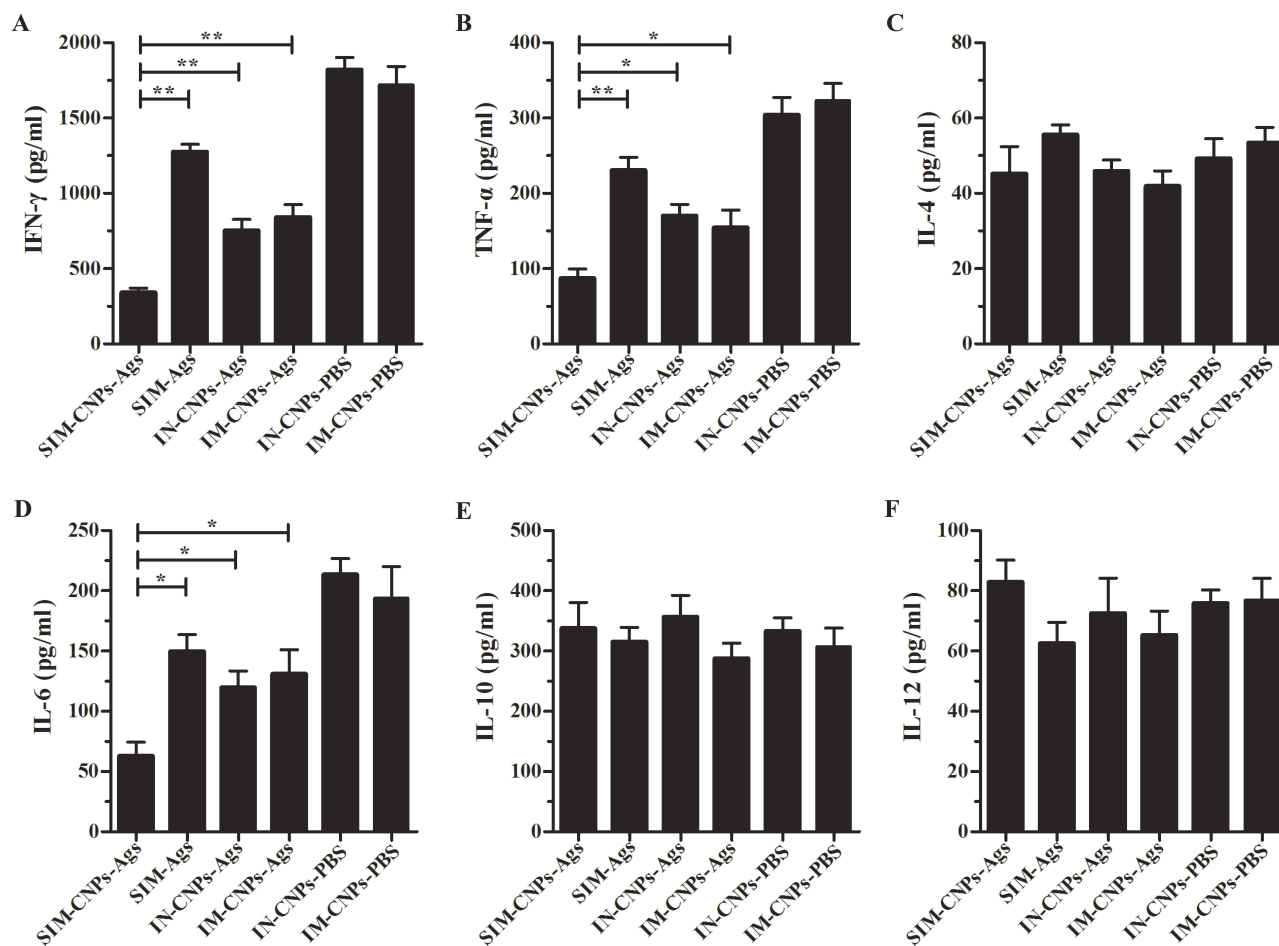 A
IFN-γ (pg/ml)
2000
1500
1000
500
0
**
**
**
SIM-CNPs-Ags
SIM-Ags
IN-CNPs-Ags
IM-CNPs-Ags
IN-CNPs-PBS
IM-CNPs-PBS
B
TNF-α (pg/ml)
400
300
200
100
0
*
*
**
SIM-CNPs-Ags
SIM-Ags
IN-CNPs-Ags
IM-CNPs-Ags
IN-CNPs-PBS
IM-CNPs-PBS
C
IL-4 (pg/ml)
80
60
40
20
0
SIM-CNPs-Ags
SIM-Ags
IN-CNPs-Ags
IM-CNPs-Ags
IN-CNPs-PBS
IM-CNPs-PBS
D
IL-6 (pg/ml)
250
200
150
100
50
0
*
*
*
SIM-CNPs-Ags
SIM-Ags
IN-CNPs-Ags
IM-CNPs-Ags
IN-CNPs-PBS
IM-CNPs-PBS
E
IL-10 (pg/ml)
500
400
300
200
100
0
SIM-CNPs-Ags
SIM-Ags
IN-CNPs-Ags
IM-CNPs-Ags
IN-CNPs-PBS
IM-CNPs-PBS
F
IL-12 (pg/ml)
100
80
60
40
20
0
SIM-CNPs-Ags
SIM-Ags
IN-CNPs-Ags
IM-CNPs-Ags
IN-CNPs-PBS
IM-CNPs-PBS